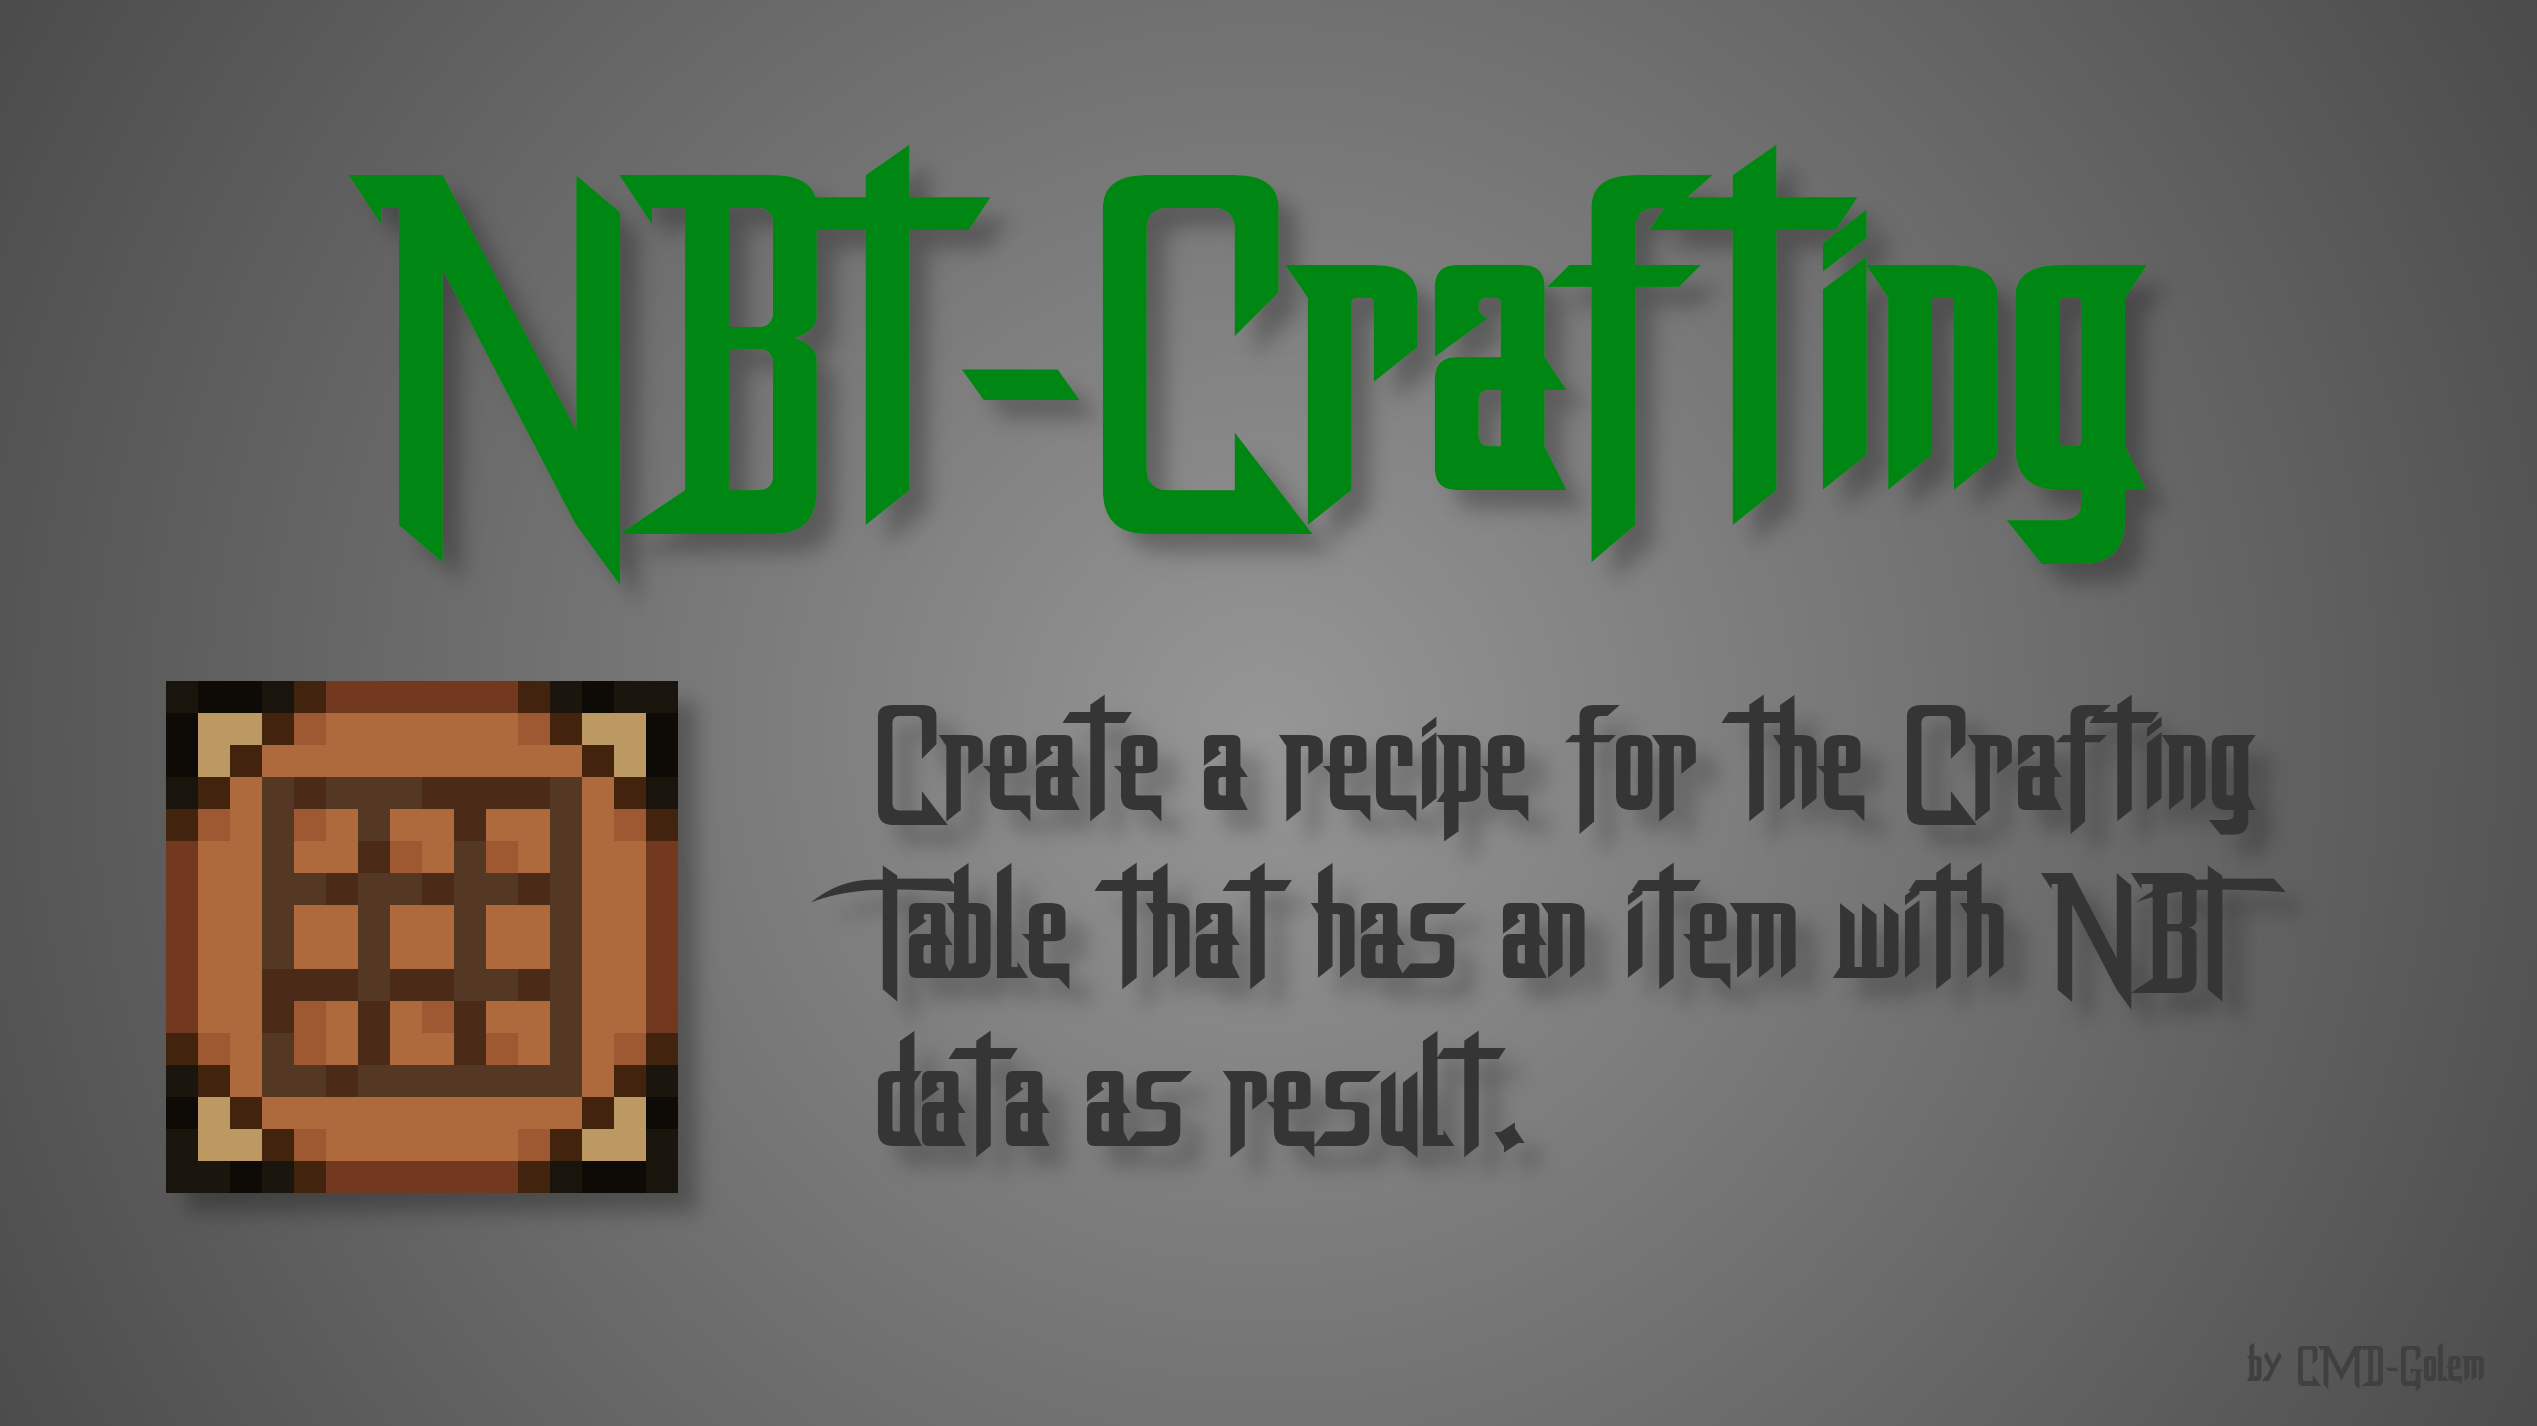 NBT-Crafting
Create a recipe for the Crafting
Table that has an item with NBT
data as result.
by CMD-Golem